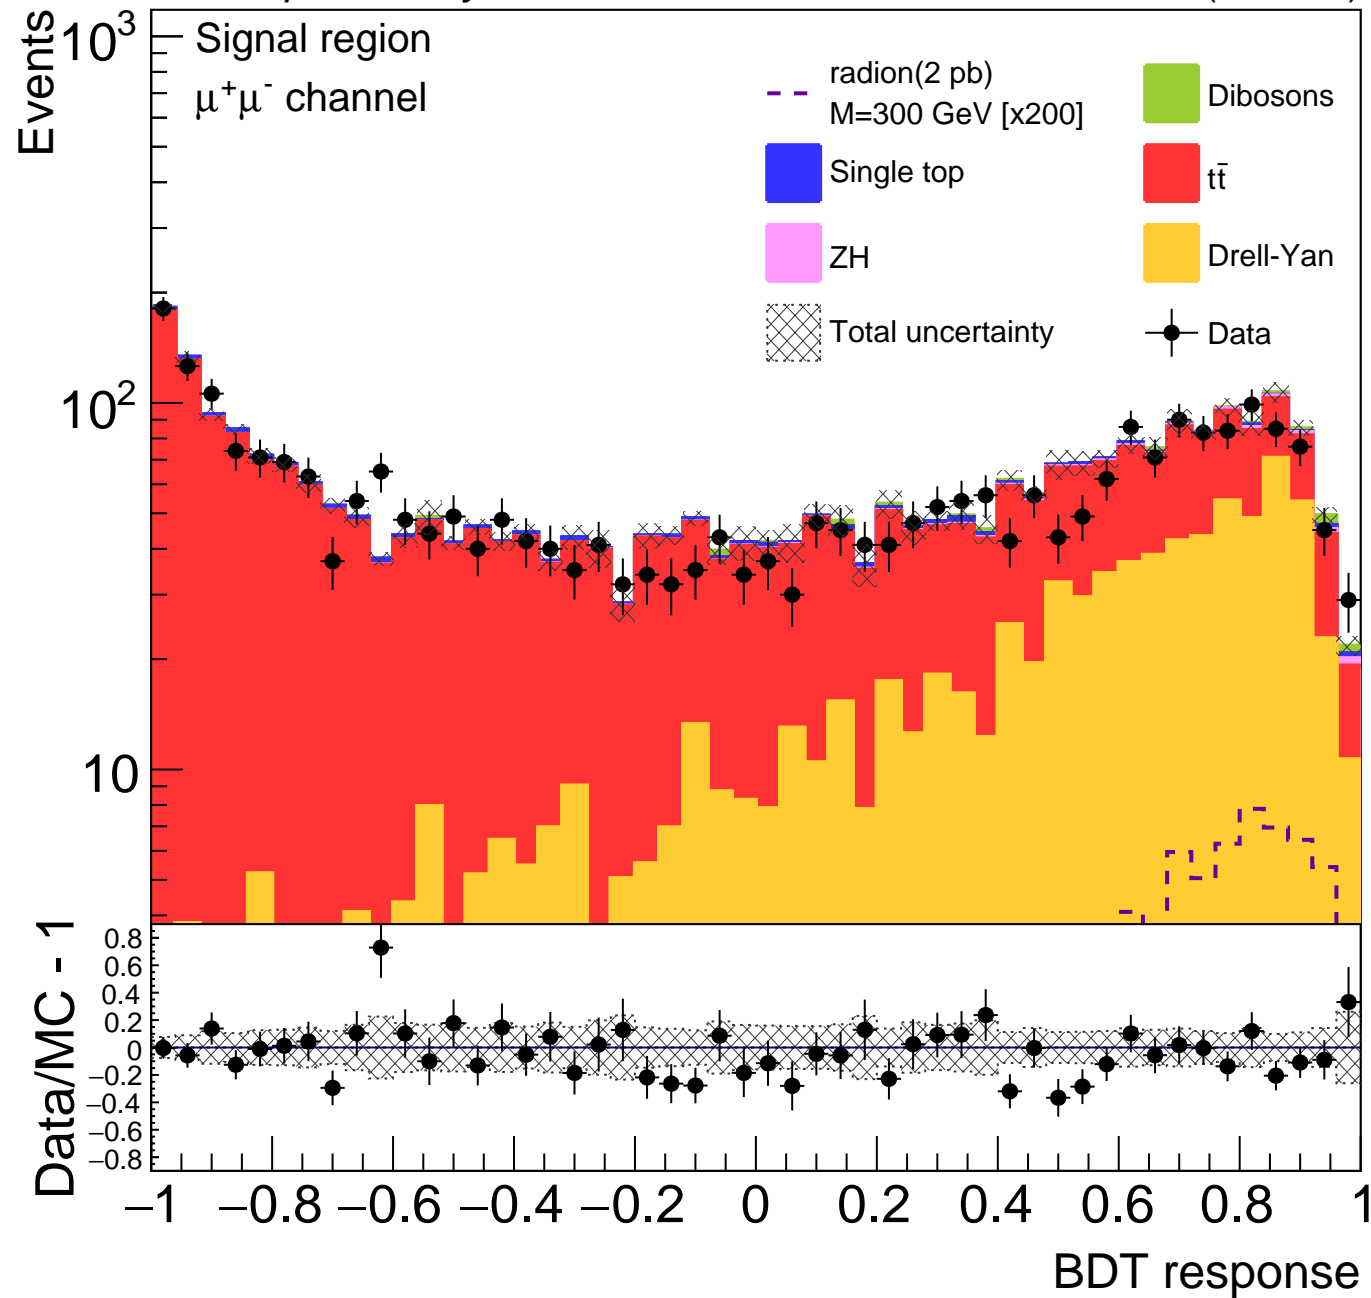 Events
10³
10²
10
Signal region
μ⁺μ⁻ channel
radion(2 pb)
M=300 GeV [x200]
Single top
ZH
Total uncertainty
Dibosons
tt̄
Drell-Yan
Data
Data/MC - 1
0.8
0.6
0.4
0.2
0
−0.2
−0.4
−0.6
−0.8
−1 −0.8 −0.6 −0.4 −0.2 0 0.2 0.4 0.6 0.8 1
BDT response